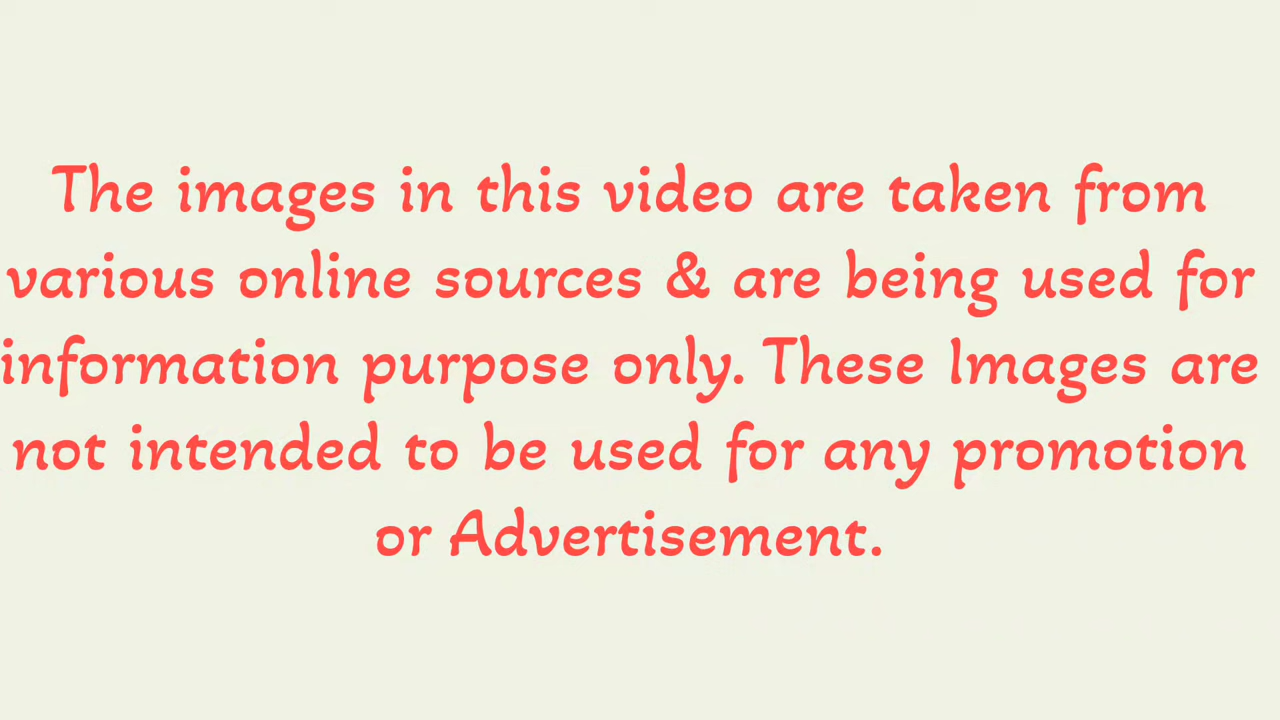 The images in this video are taken from
various online sources & are being used for
information purpose only. These Images are
not intended to be used for any promotion
or Advertisement.